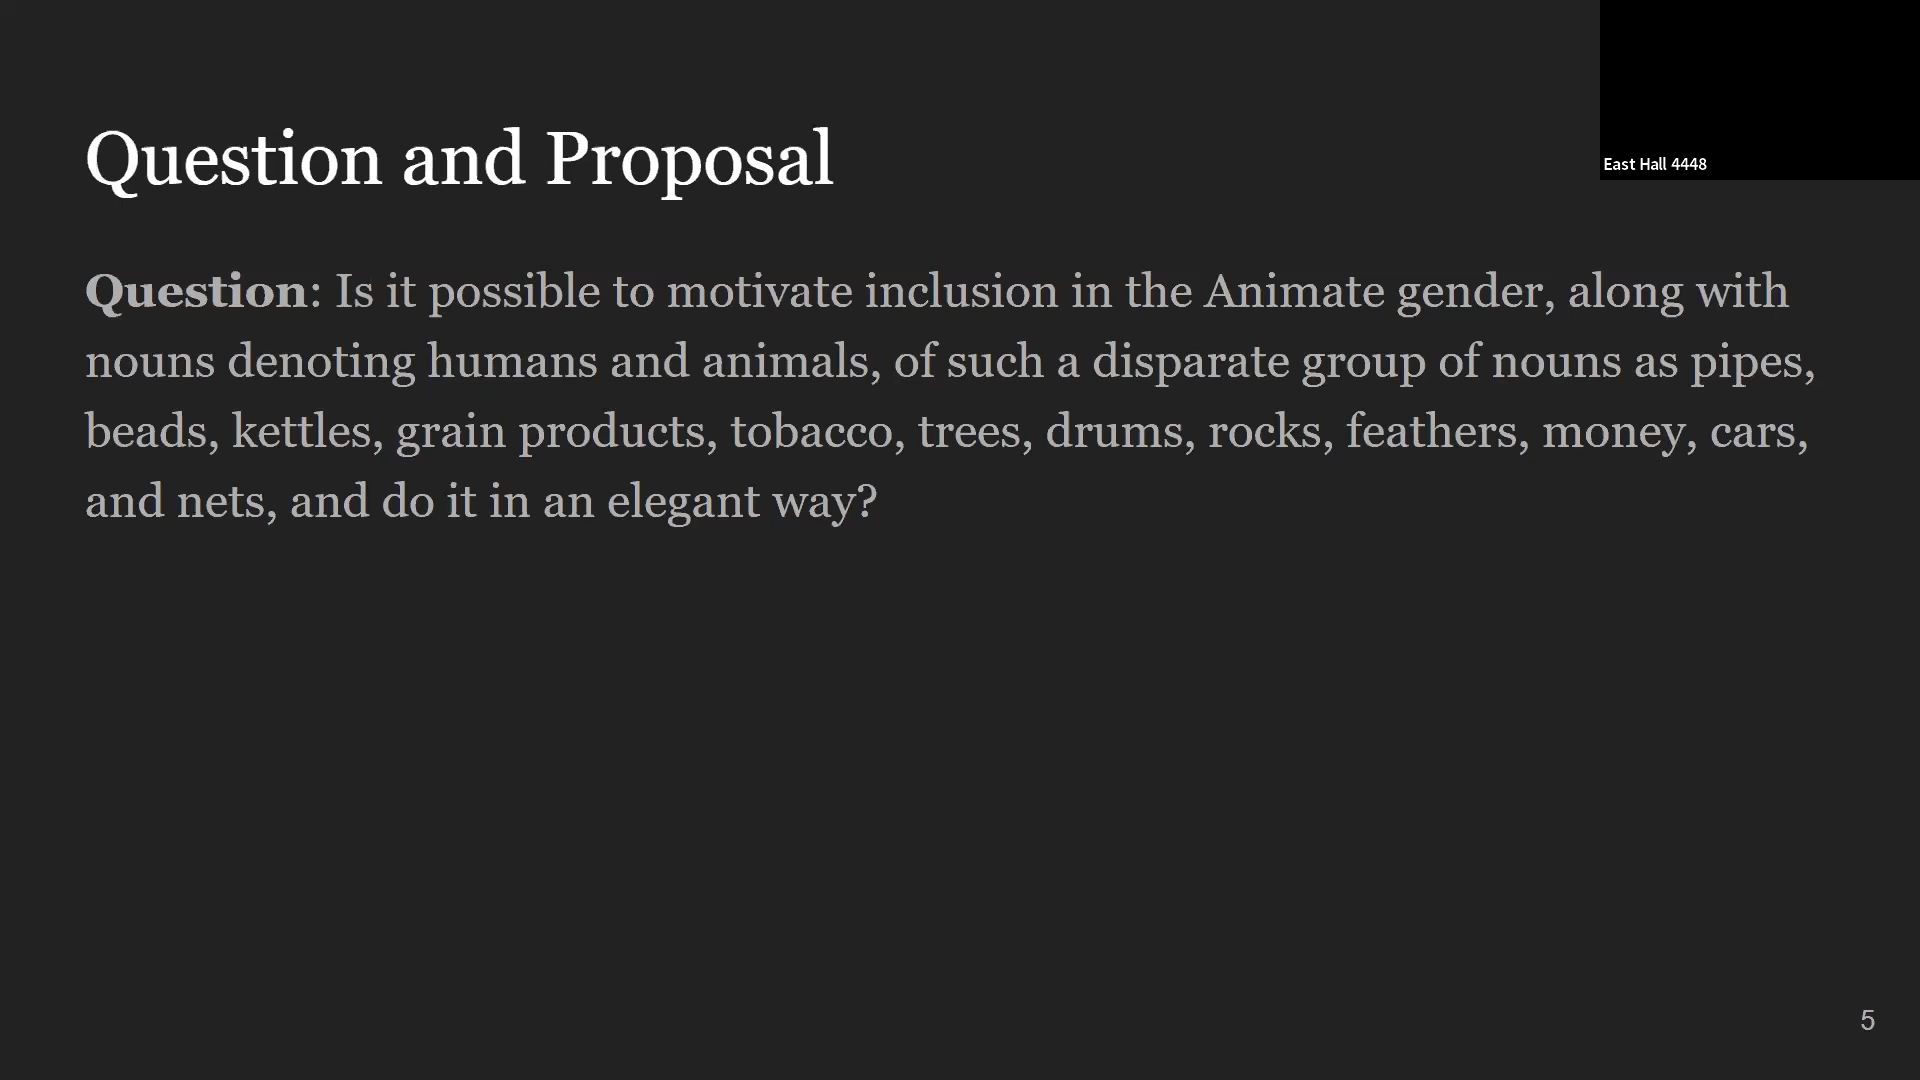 East Hall 4448
Question and Proposal
Question: Is it possible to motivate inclusion in the Animate gender, along with
nouns denoting humans and animals, of such a disparate group of nouns as pipes,
beads, kettles, grain products, tobacco, trees, drums, rocks, feathers, money, cars,
and nets, and do it in an elegant way?
5